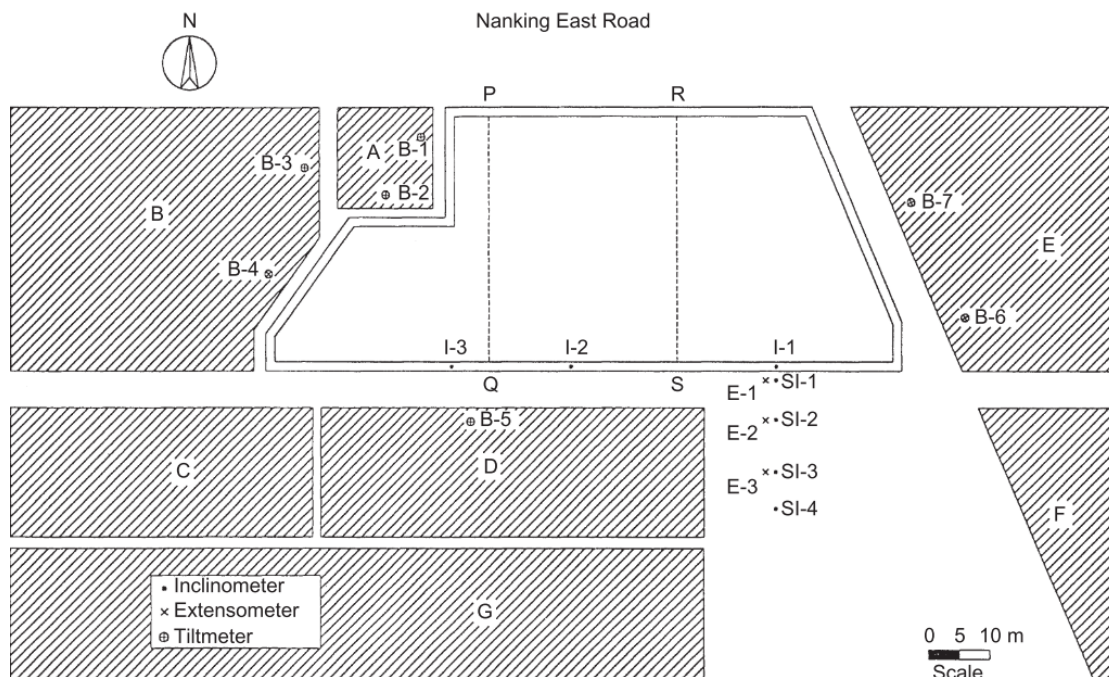 Nanking East Road
N
P
R
A
B-1
B-3
B-2
B-7
B
E
B-4
B-6
I-3
I-2
I-1
Q
S
E-1
SI-1
B-5
E-2
SI-2
C
D
E-3
SI-3
SI-4
F
Inclinometer
Extensometer
Tiltmeter
G
0 5 10 m
Scale